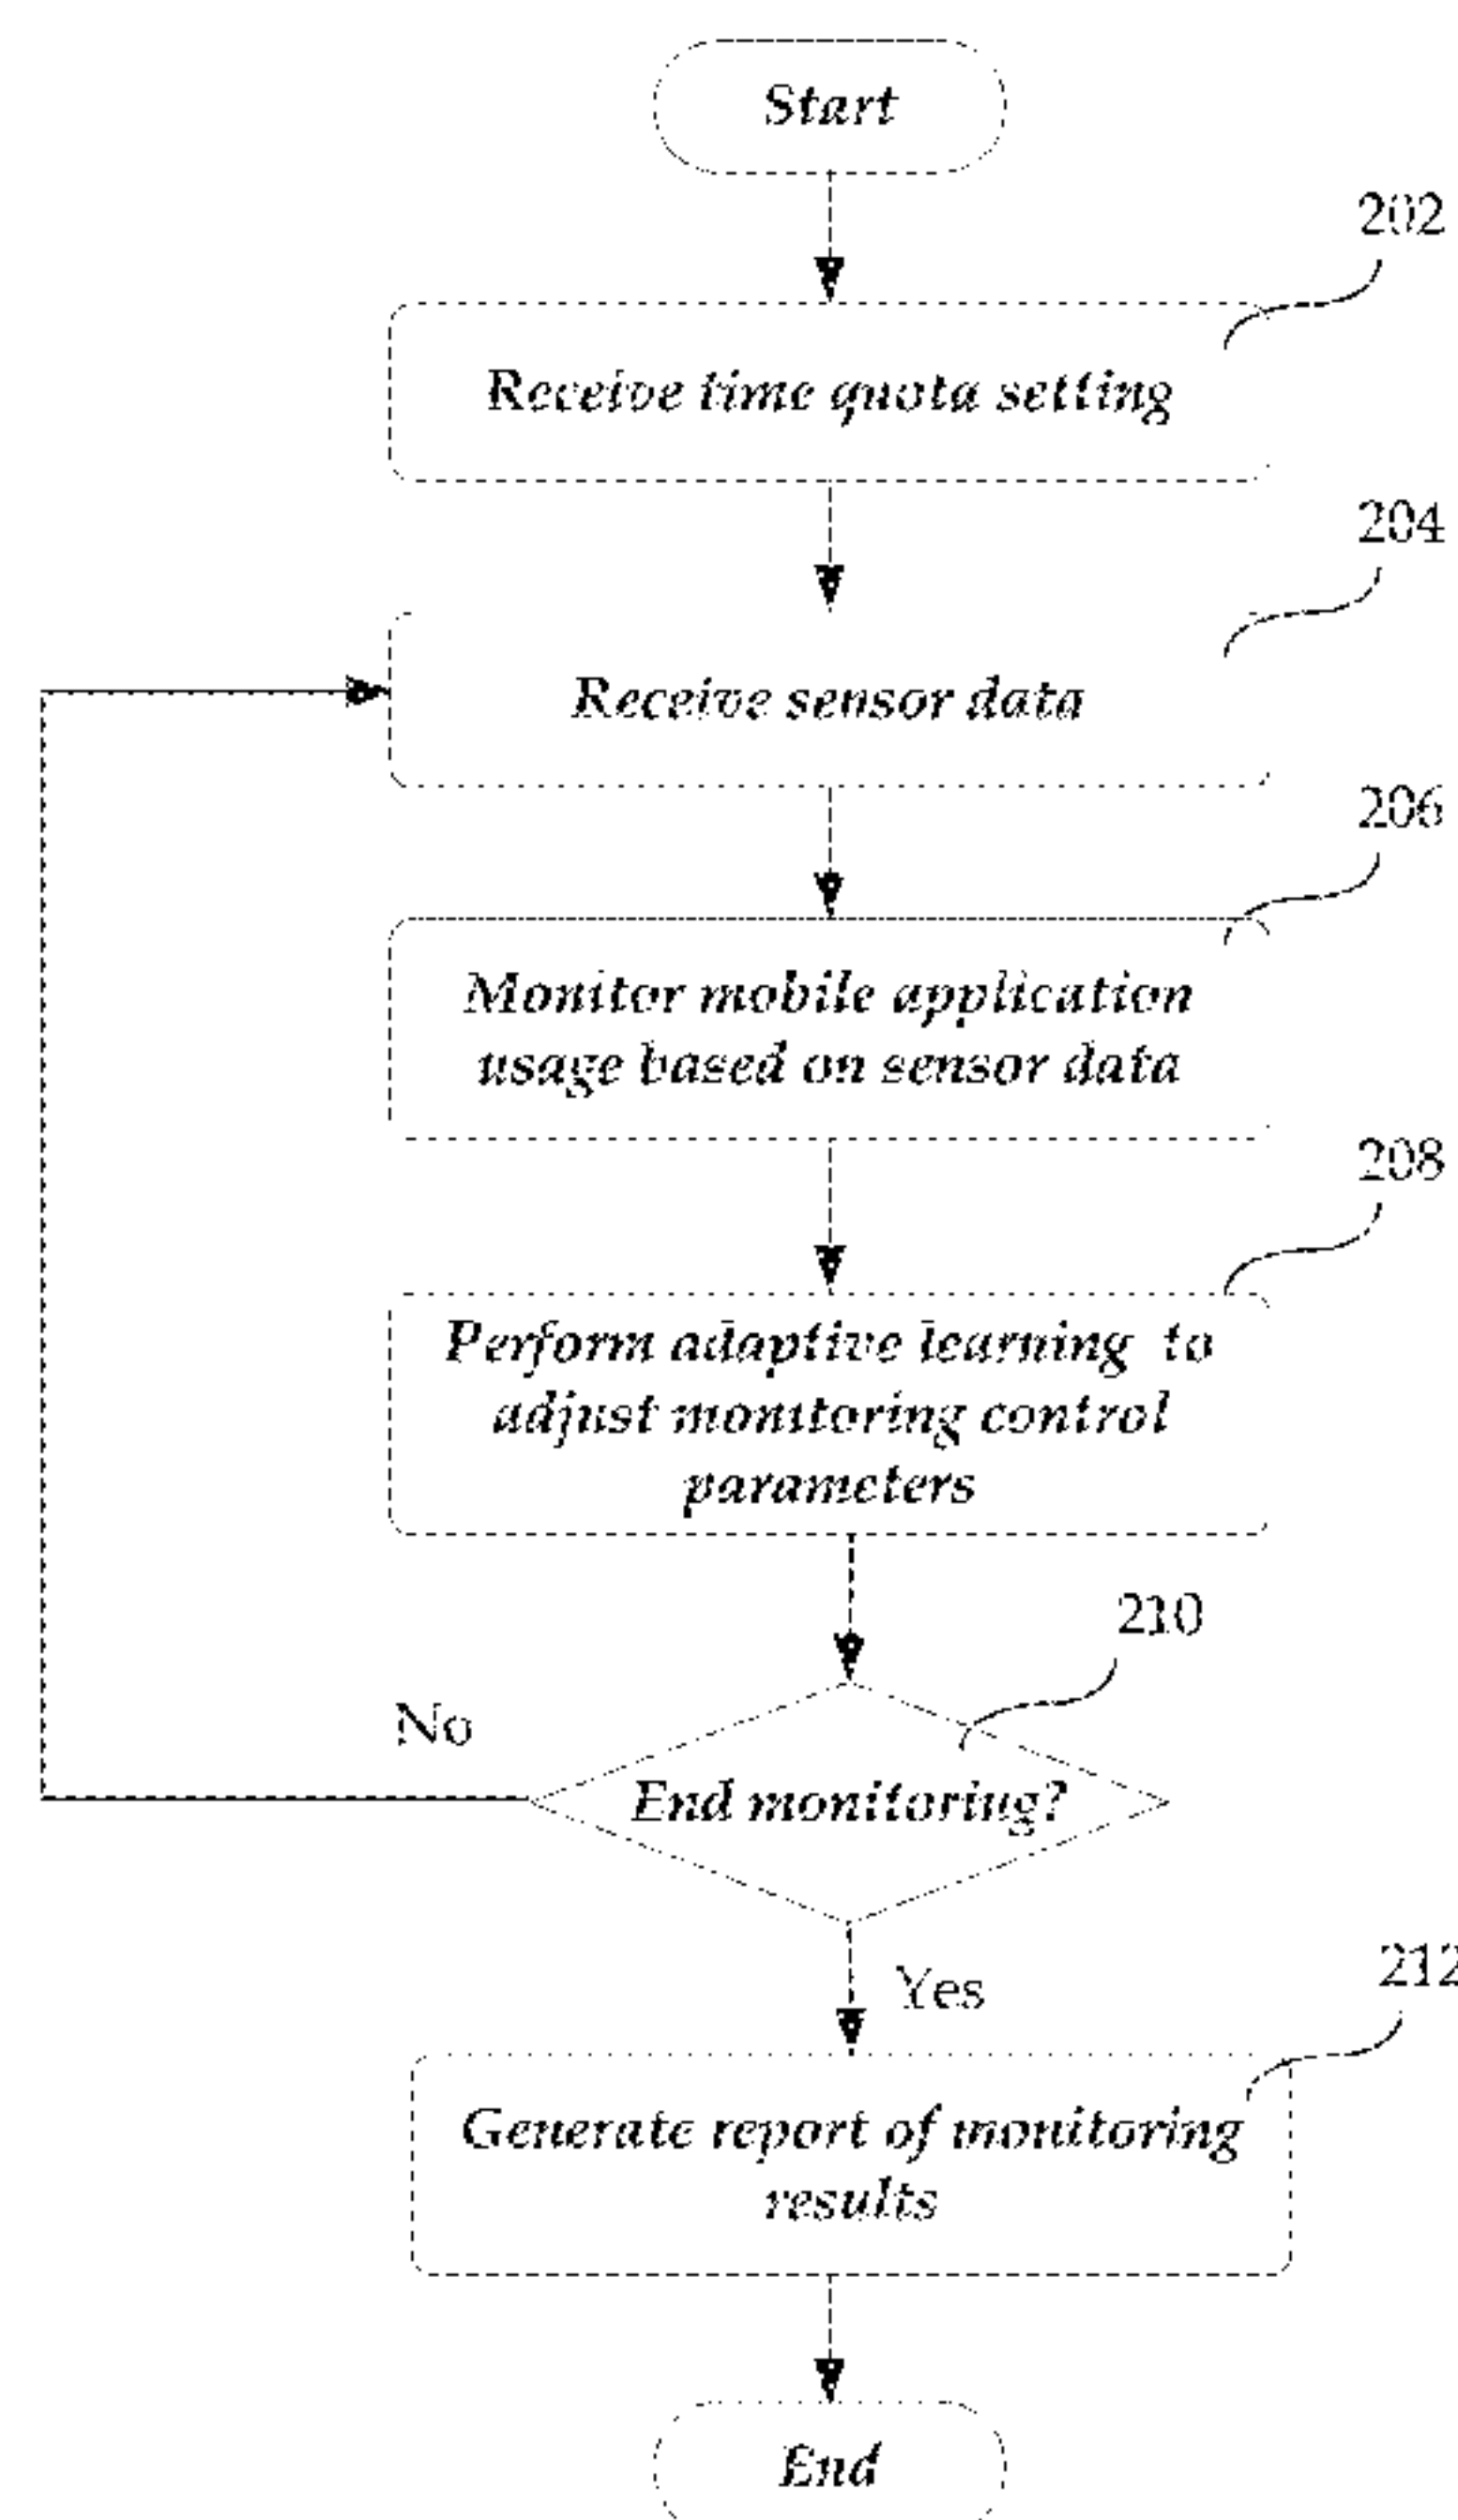 Start
202
Receive time quota setting
204
Receive sensor data
206
Monitor mobile application
usage based on sensor data
208
Perform adaptive learning to
adjust monitoring control
parameters
210
No
End monitoring?
Yes
212
Generate report of monitoring
results
End